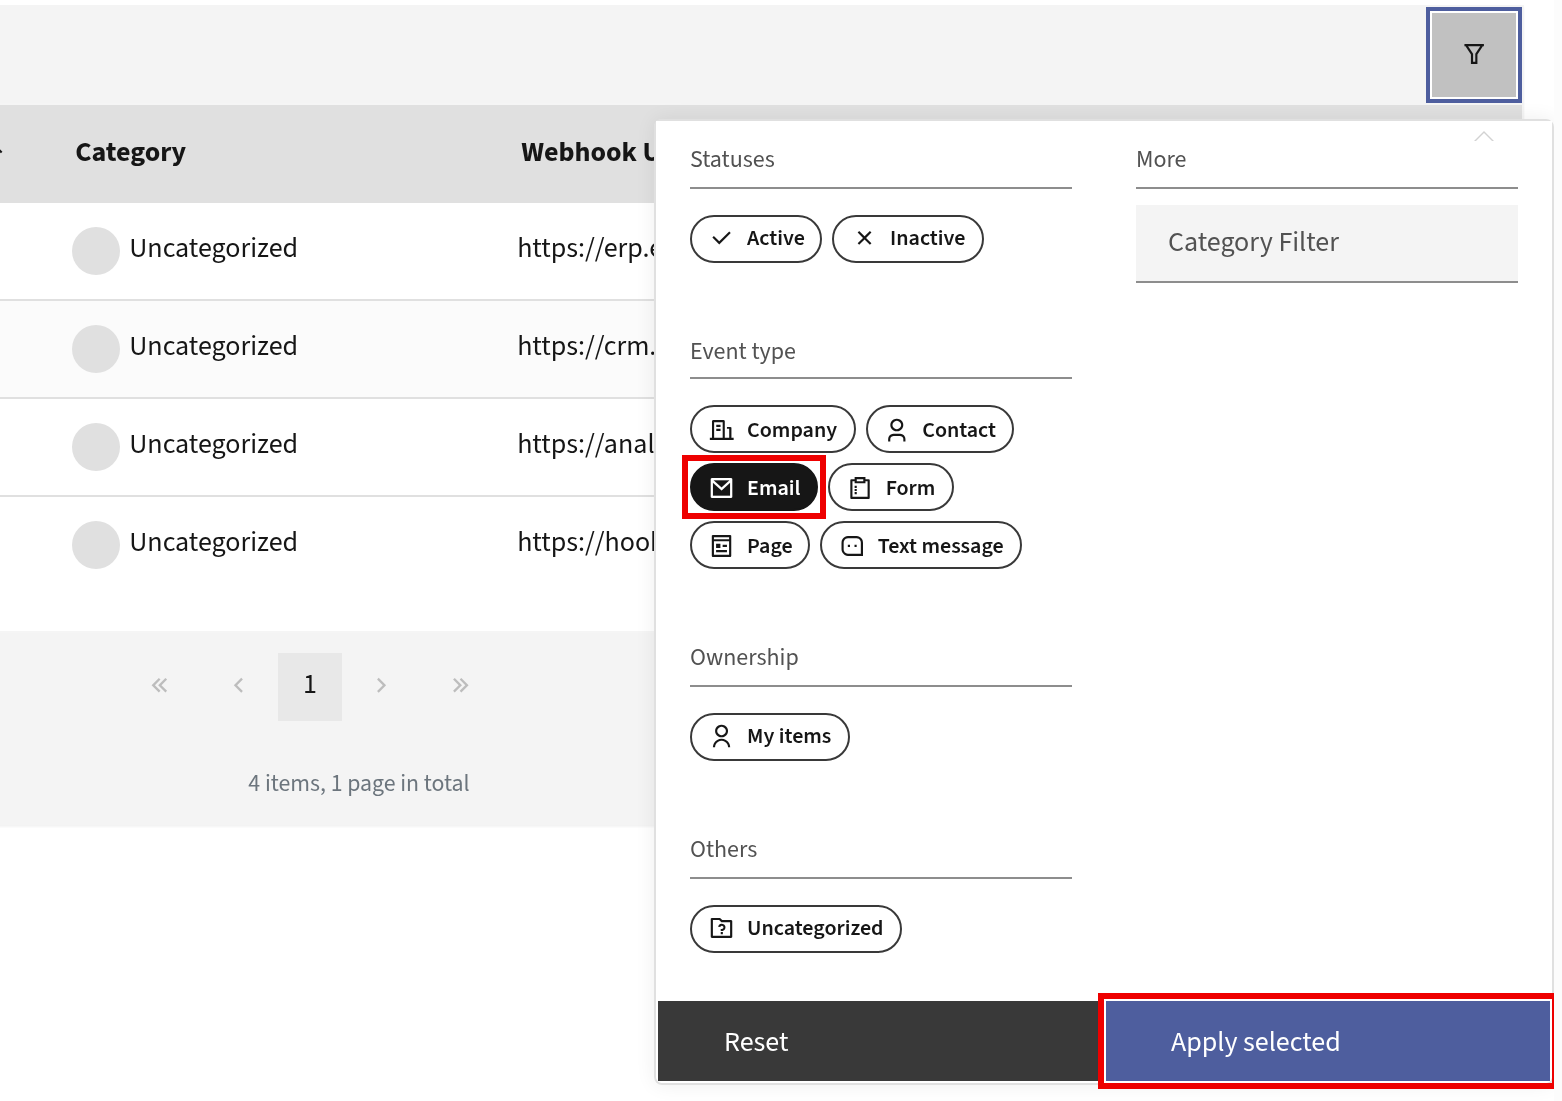 Category
Webhook U
Uncategorized
https://erp.e
Uncategorized
https://crm.
Uncategorized
https://anal
Uncategorized
https://hool
1
4 items, 1 page in total
Statuses
Active
Inactive
Event type
Company
Contact
Email
Form
Page
Text message
Ownership
My items
Others
Uncategorized
More
Category Filter
Reset
Apply selected